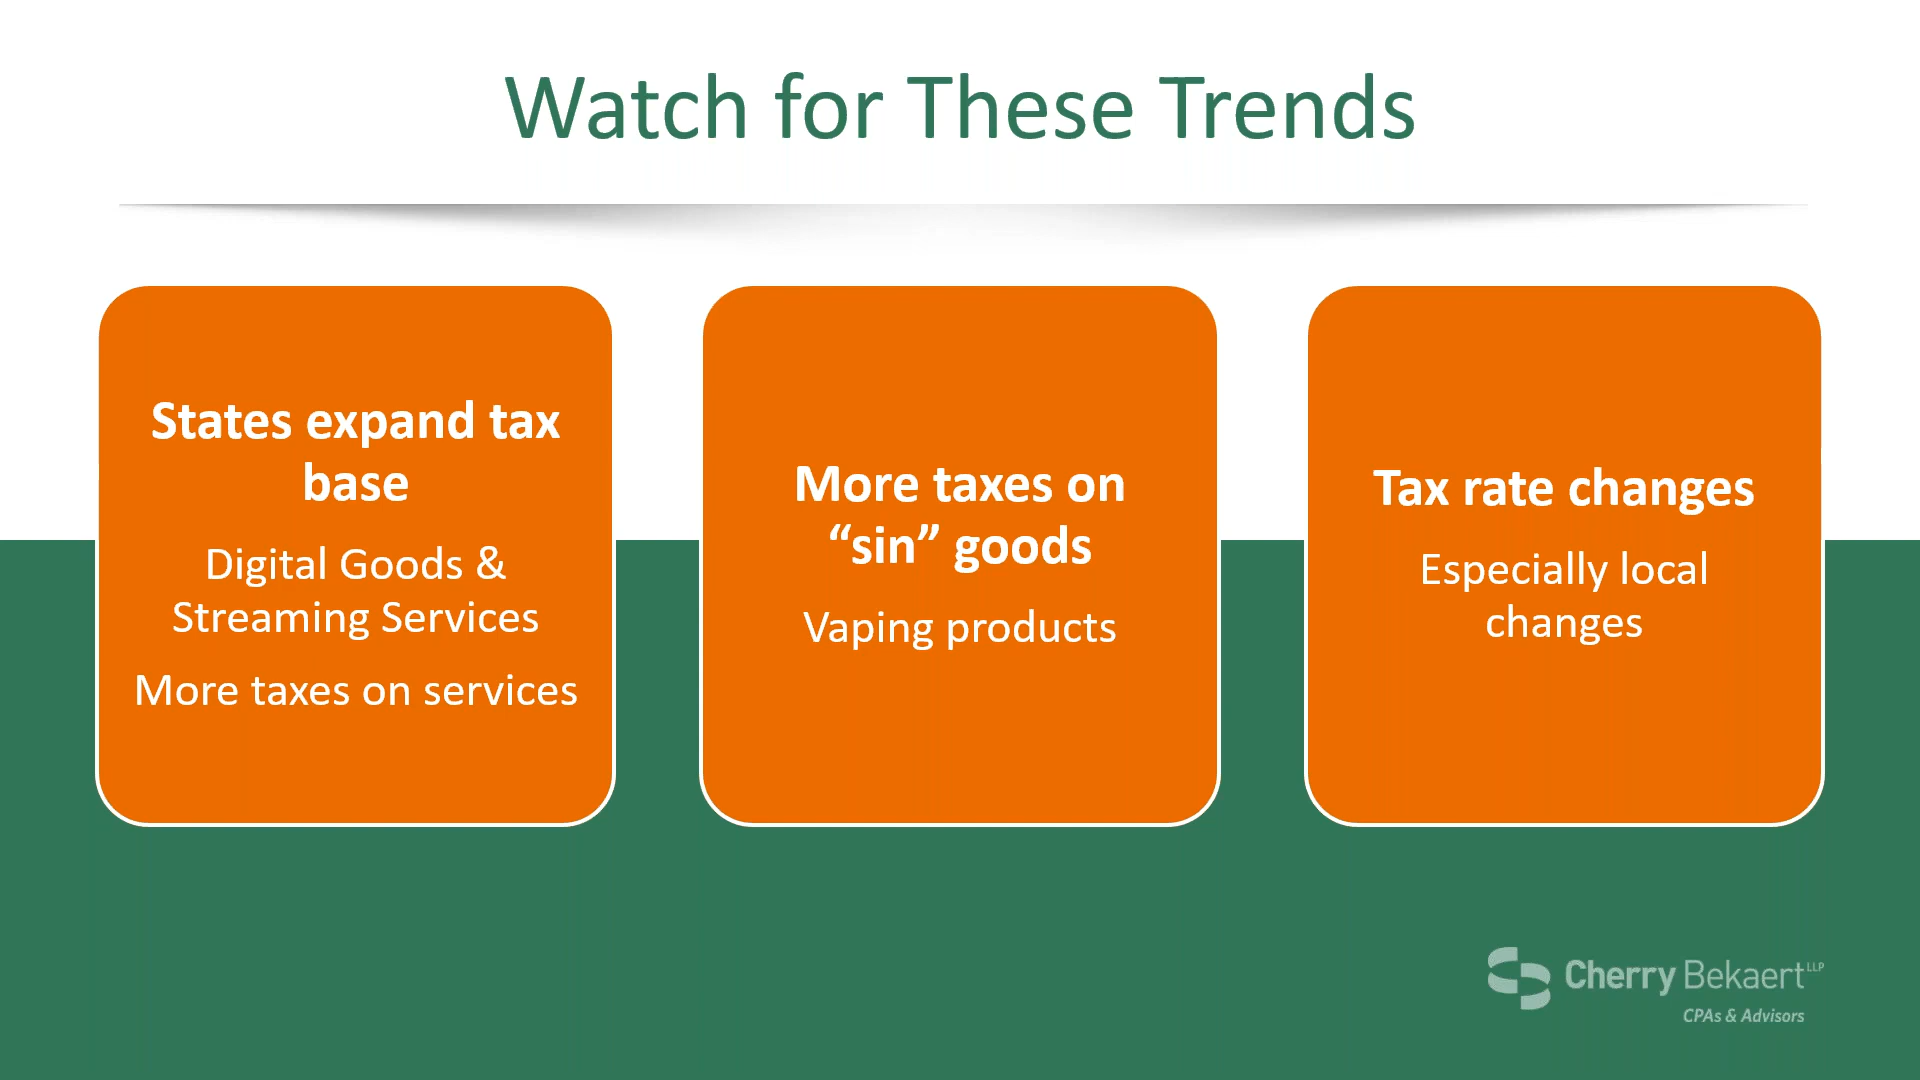 Watch for These Trends
States expand tax
base
Digital Goods &
Streaming Services
More taxes on services
More taxes on
“sin” goods
Vaping products
Tax rate changes
Especially local
changes
Cherry Bekaert LLP
CPAs & Advisors